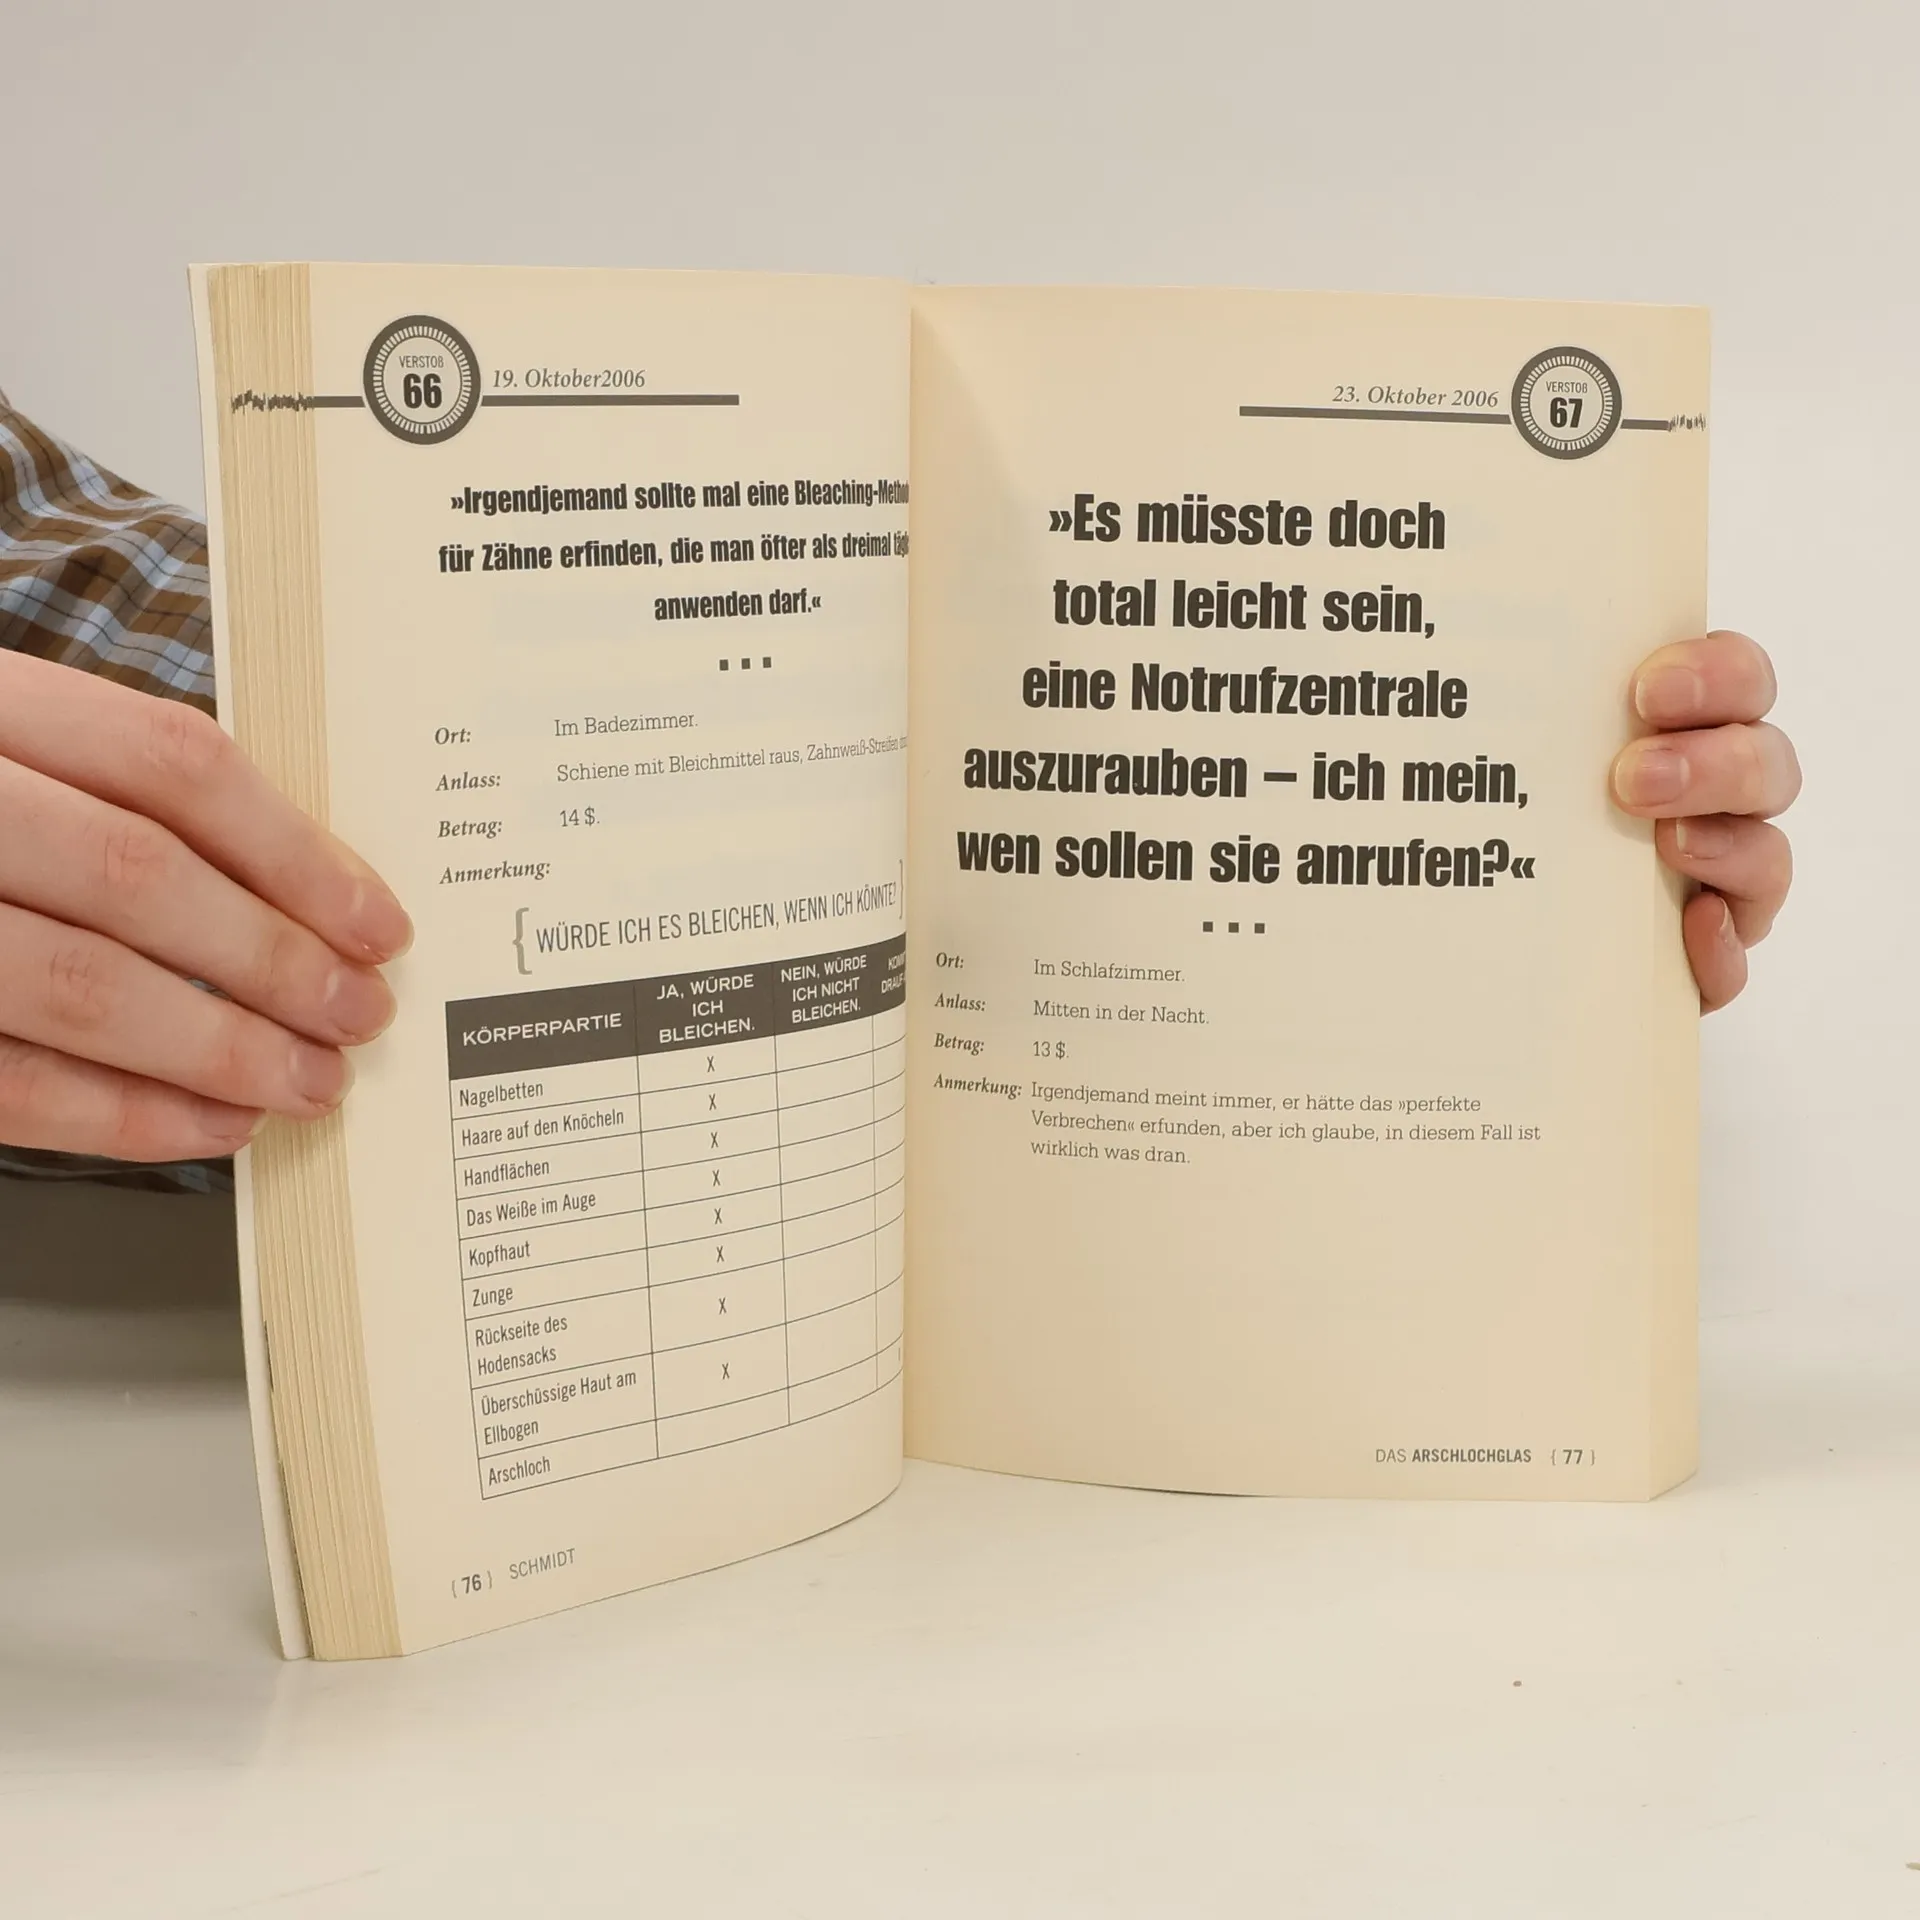 VERSTOß
66
19. Oktober2006
»Irgendjemand sollte mal eine Bleaching-
für Zähne erfinden, die man öfter als dreimal
anwenden darf.«
Ort: Im Badezimmer.
Anlass: Schiene mit Bleichmittel raus, Zahnweiß-Streifen
Betrag: 14 $.
Anmerkung:
{ WÜRDE ICH ES BLEICHEN, WENN ICH KÖNNTE? }
KÖRPERPARTIE
JA, WÜRDE
ICH
BLEICHEN.
NEIN, WÜRDE
ICH NICHT
BLEICHEN.
Nagelbetten X
Haare auf den Knöcheln X
Handflächen X
Das Weiße im Auge X
Kopfhaut X
Zunge X
Rückseite des
Hodensacks X
Überschüssige Haut am
Ellbogen X
Arschloch
{ 76 } SCHMIDT
23. Oktober 2006
VERSTOß
67
»Es müsste doch
total leicht sein,
eine Notrufzentrale
auszurauben – ich mein,
wen sollen sie anrufen?«
Ort: Im Schlafzimmer.
Anlass: Mitten in der Nacht.
Betrag: 13 $.
Anmerkung: Irgendjemand meint immer, er hätte das »perfekte
Verbrechen« erfunden, aber ich glaube, in diesem Fall ist
wirklich was dran.
DAS ARSCHLOCHGLAS { 77 }